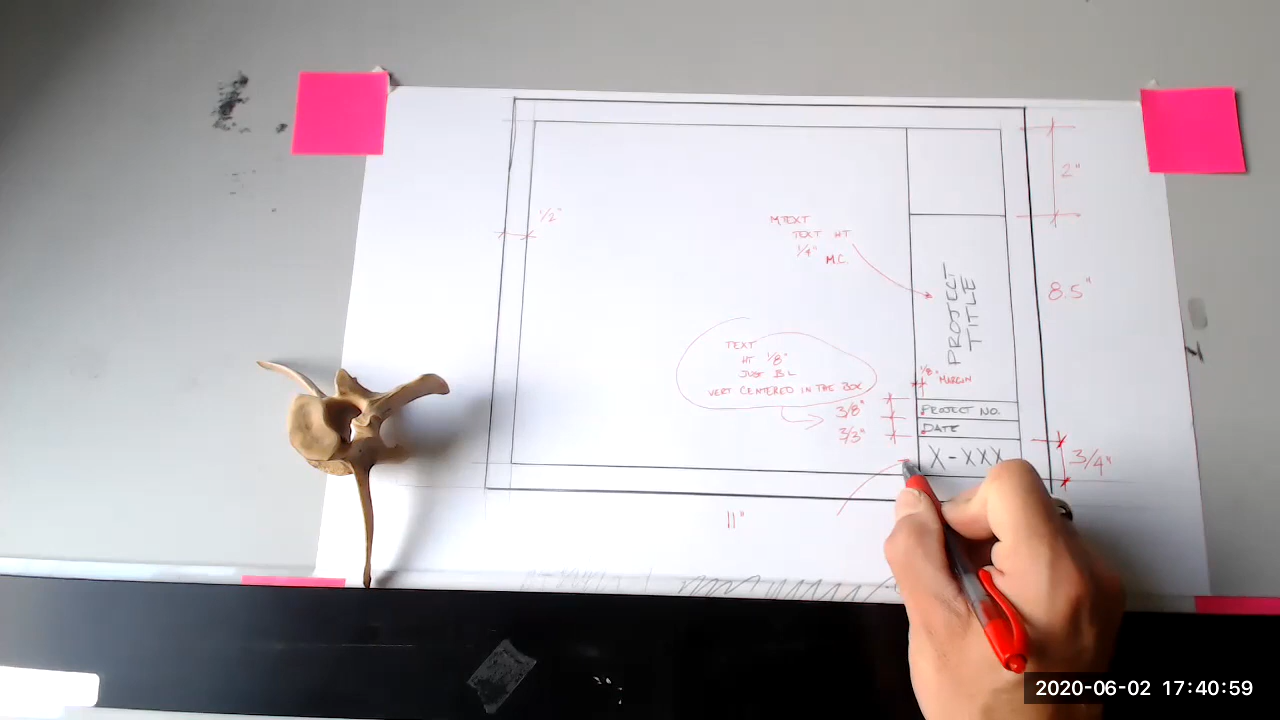 2"
1/2"
MTEXT
TEXT HT
1/4" M.C.
8.5"
PROJECT
TITLE
TEXT
HT 1/8"
JUST BL
VERT CENTERED IN THE BOX
1/8"
MARGIN
3/8"
PROJECT NO.
3/3"
DATE
X-XXX
3/4"
11"
2020-06-02 17:40:59